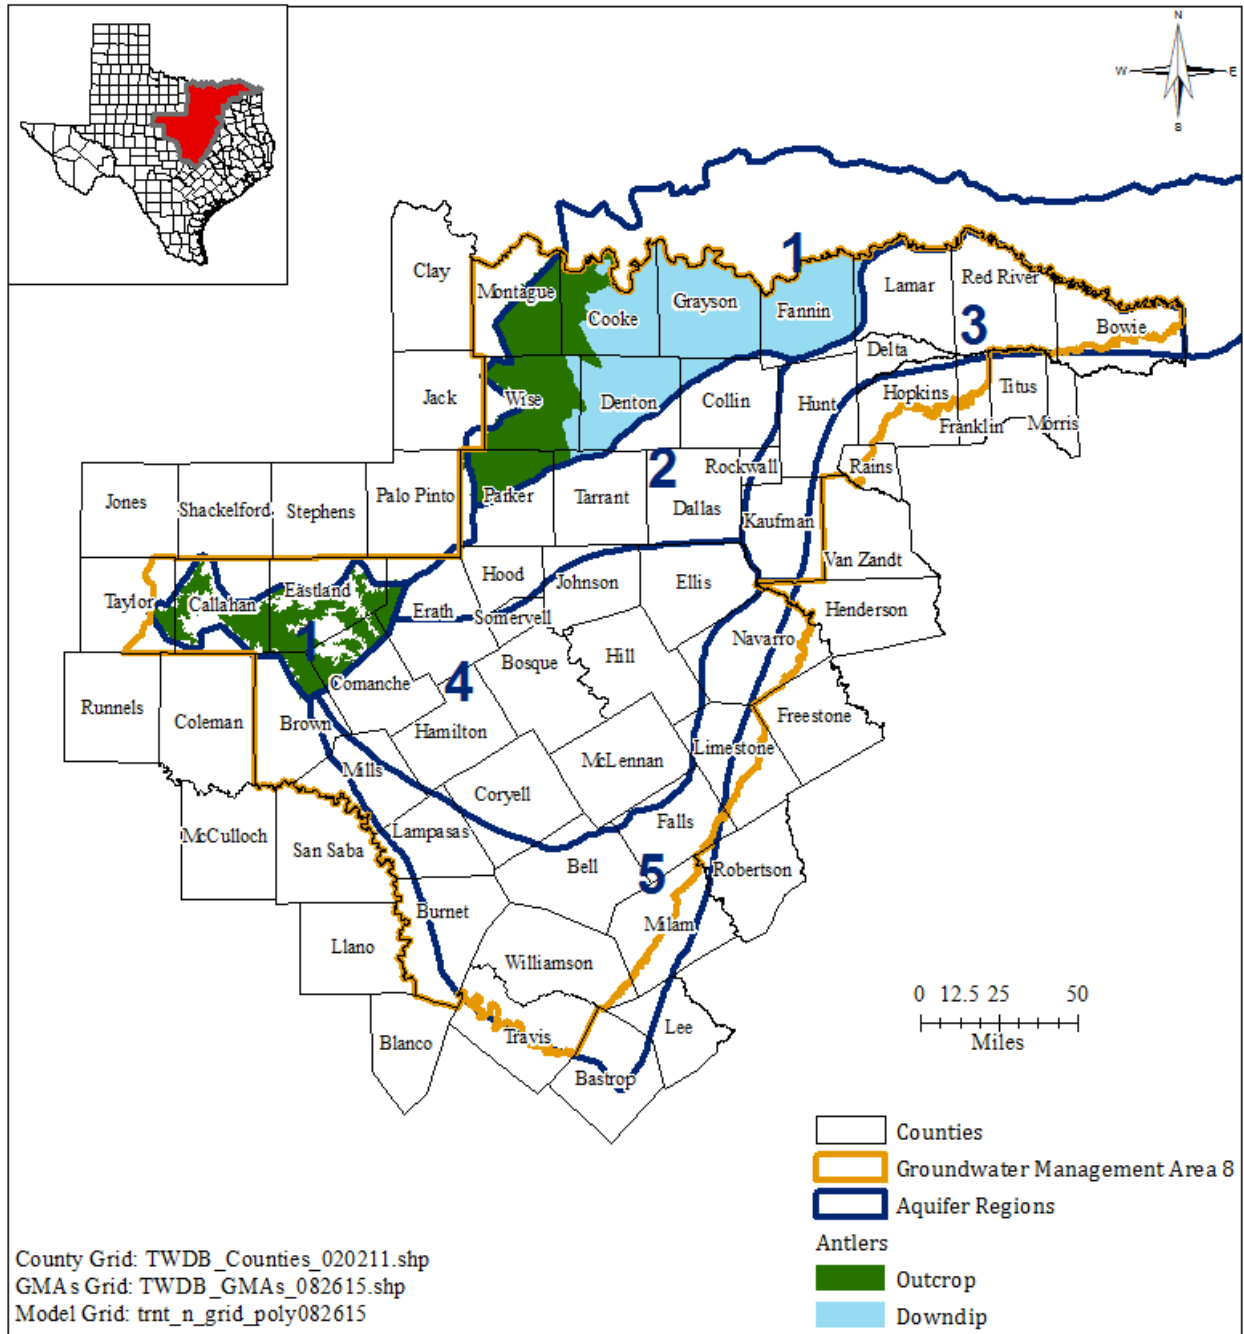 N
W E
S
1
Clay
Montague
Cooke
Grayson
Fannin
Lamar
Red River
Bowie
3
Delta
Jack
Wise
Denton
Collin
Hunt
Hopkins
Titus
Franklin
Morris
2
Rockwall
Rains
Jones
Shackelford
Stephens
Palo Pinto
Parker
Tarrant
Dallas
Kaufman
Van Zandt
Taylor
Callahan
Eastland
Erath
Hood
Johnson
Ellis
Somervell
Henderson
Navarro
1
Comanche
4
Bosque
Hill
Runnels
Coleman
Brown
Hamilton
Freestone
Limestone
Mills
McLennan
Coryell
McCulloch
San Saba
Lampasas
Falls
Bell
5
Robertson
Burnet
Milam
Llano
Williamson
Blanco
Travis
Lee
Bastrop
0 12.5 25 50
Miles
Counties
Groundwater Management Area 8
Aquifer Regions
Antlers
Outcrop
Downdip
County Grid: TWDB_Counties_020211.shp
GMAs Grid: TWDB_GMAs_082615.shp
Model Grid: trnt_n_grid_poly082615